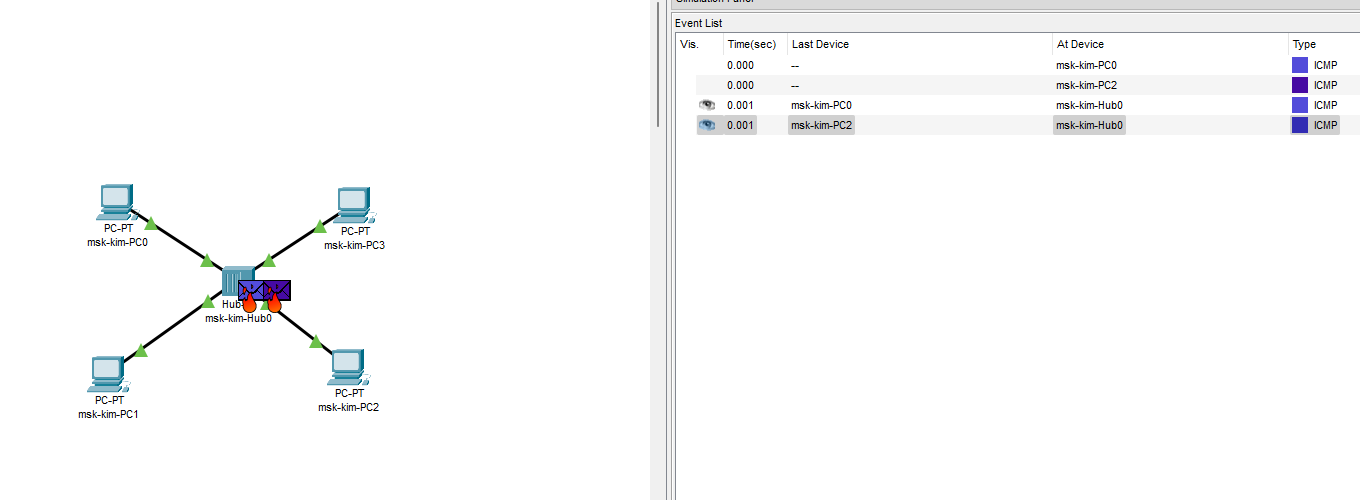 Simulation Panel
Event List
Vis. Time(sec) Last Device At Device Type
0.000 -- msk-kim-PC0 ICMP
0.000 -- msk-kim-PC2 ICMP
0.001 msk-kim-PC0 msk-kim-Hub0 ICMP
0.001 msk-kim-PC2 msk-kim-Hub0 ICMP
PC-PT
msk-kim-PC0
PC-PT
msk-kim-PC3
Hub-
msk-kim-Hub0
PC-PT
msk-kim-PC1
PC-PT
msk-kim-PC2